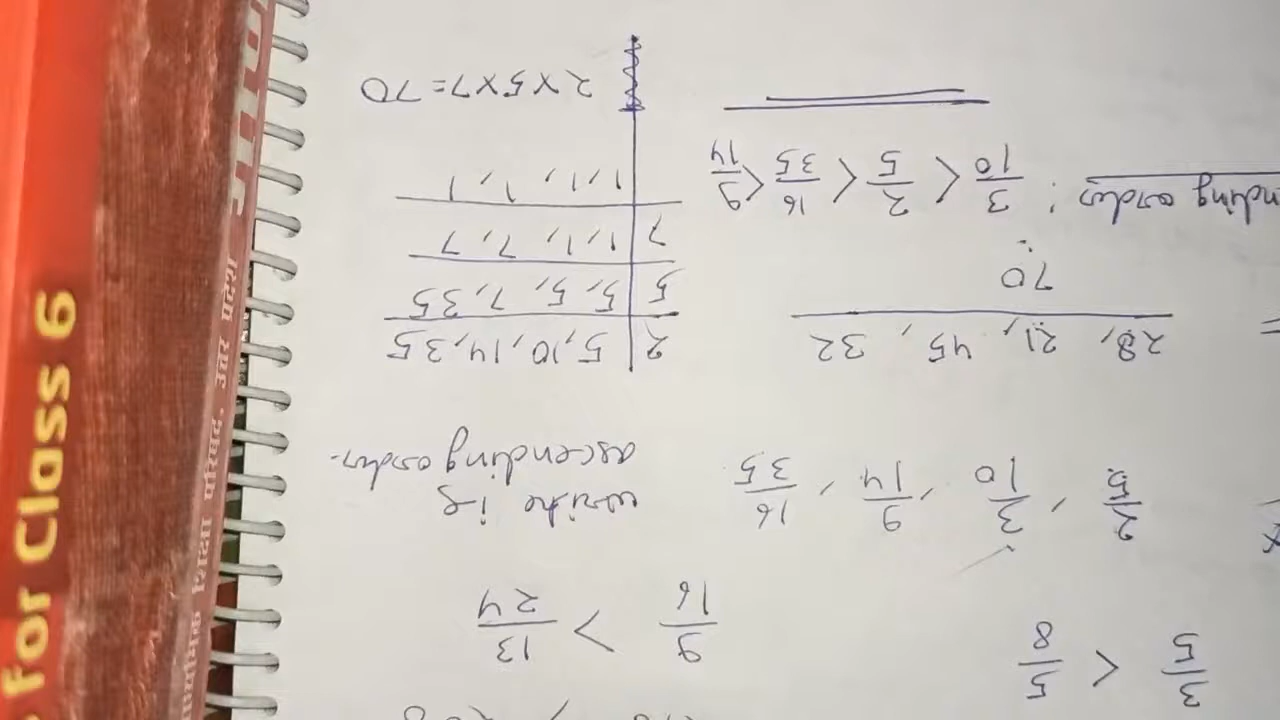 3/5 < 5/8
9/16 > 13/24
2/5, 3/10, 9/14, 16/35
write is
ascending order.
= 28, 21, 45, 32
70
nding order : 3/10 < 2/5 < 16/35 < 9/14
2 | 5, 10, 14, 35
5 | 5, 5, 7, 35
7 | 1, 1, 7, 7
1, 1, 1, 1
2 × 5 × 7 = 70
for Class 6